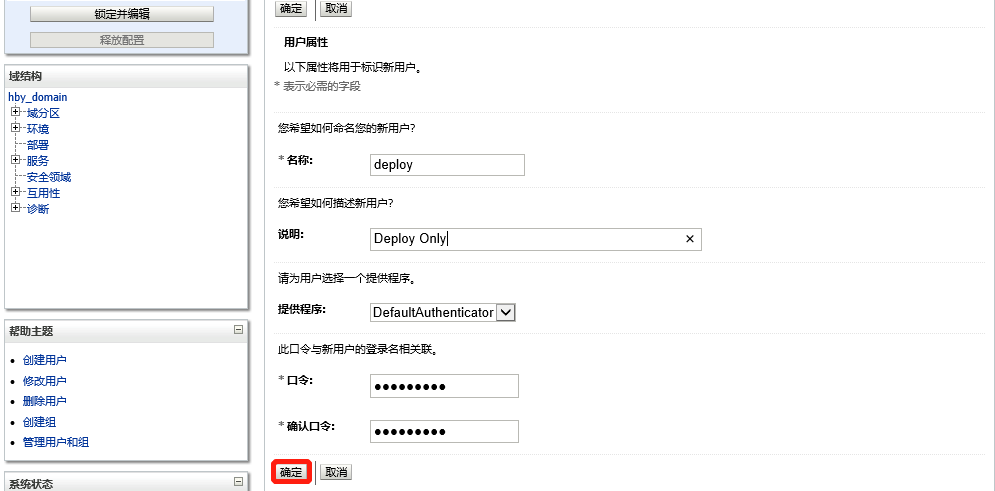 锁定并编辑
释放配置
域结构
hby_domain
域分区
环境
部署
服务
安全领域
互用性
诊断
帮助主题
创建用户
修改用户
删除用户
创建组
管理用户和组
系统状态
确定 取消
用户属性
以下属性将用于标识新用户。
* 表示必需的字段
您希望如何命名您的新用户?
* 名称: deploy
您希望如何描述新用户?
说明: Deploy Only
请为用户选择一个提供程序。
提供程序: DefaultAuthenticator
此口令与新用户的登录名相关联。
* 口令: ●●●●●●●●●
* 确认口令: ●●●●●●●●●
确定 取消